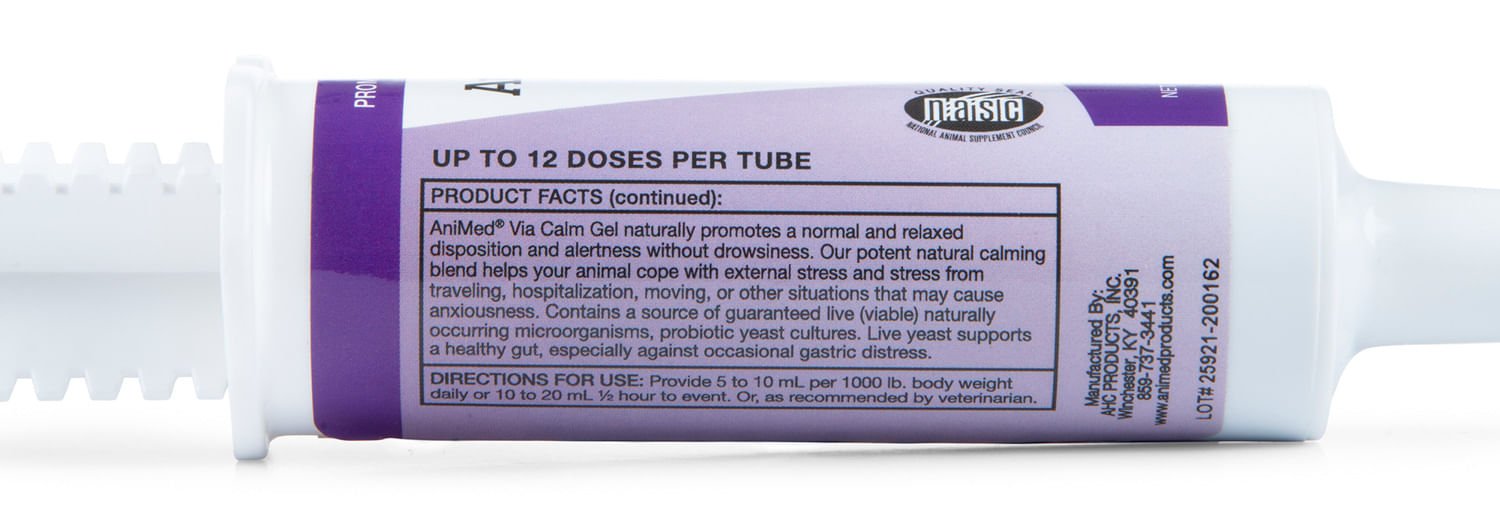 QUALITY SEAL
nasc
NATIONAL ANIMAL SUPPLEMENT COUNCIL
UP TO 12 DOSES PER TUBE
PRODUCT FACTS (continued):
AniMed® Via Calm Gel naturally promotes a normal and relaxed
disposition and alertness without drowsiness. Our potent natural calming
blend helps your animal cope with external stress and stress from
traveling, hospitalization, moving, or other situations that may cause
anxiousness. Contains a source of guaranteed live (viable) naturally
occurring microorganisms, probiotic yeast cultures. Live yeast supports
a healthy gut, especially against occasional gastric distress.
DIRECTIONS FOR USE: Provide 5 to 10 mL per 1000 lb. body weight
daily or 10 to 20 mL ½ hour to event. Or, as recommended by veterinarian.
Manufactured By:
AHC PRODUCTS, INC.
Winchester, KY 40391
859-737-3441
www.animedproducts.com
LOT# 25921-200162